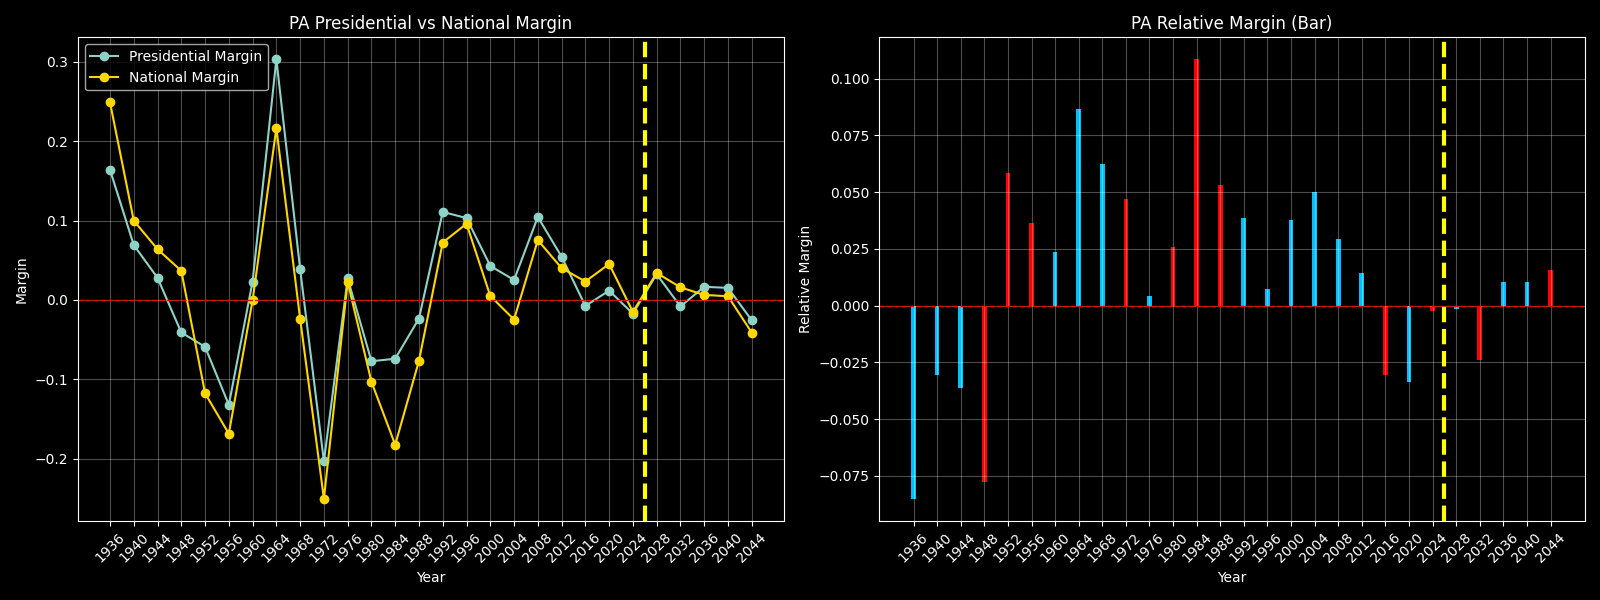 PA Presidential vs National Margin
Presidential Margin
National Margin
0.3
0.2
0.1
0.0
−0.1
−0.2
Margin
1936 1940 1944 1948 1952 1956 1960 1964 1968 1972 1976 1980 1984 1988 1992 1996 2000 2004 2008 2012 2016 2020 2024 2028 2032 2036 2040 2044
Year
PA Relative Margin (Bar)
0.100
0.075
0.050
0.025
0.000
−0.025
−0.050
−0.075
Relative Margin
1936 1940 1944 1948 1952 1956 1960 1964 1968 1972 1976 1980 1984 1988 1992 1996 2000 2004 2008 2012 2016 2020 2024 2028 2032 2036 2040 2044
Year